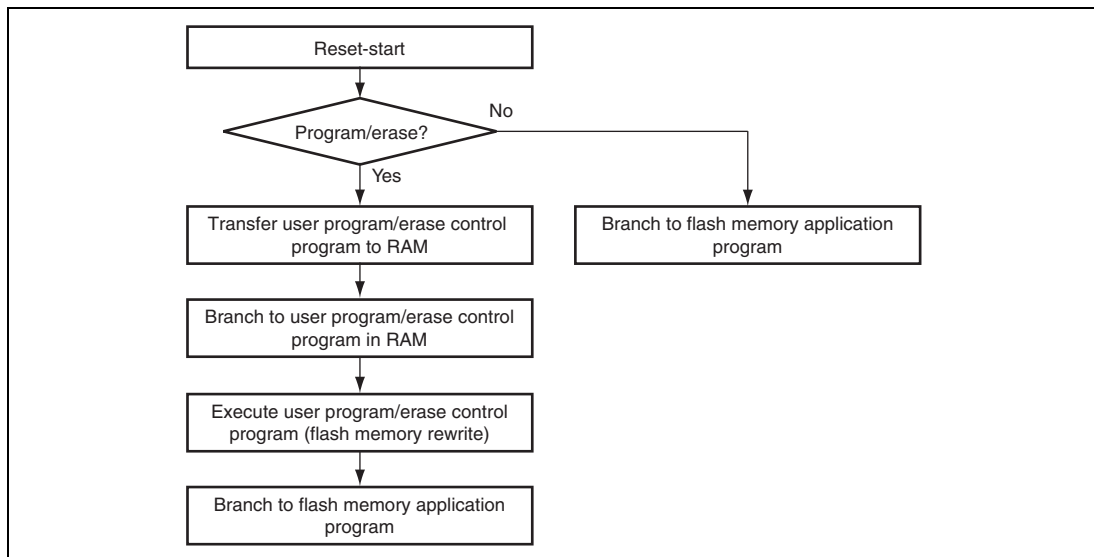 Reset-start
Program/erase?
No
Yes
Transfer user program/erase control
program to RAM
Branch to flash memory application
program
Branch to user program/erase control
program in RAM
Execute user program/erase control
program (flash memory rewrite)
Branch to flash memory application
program